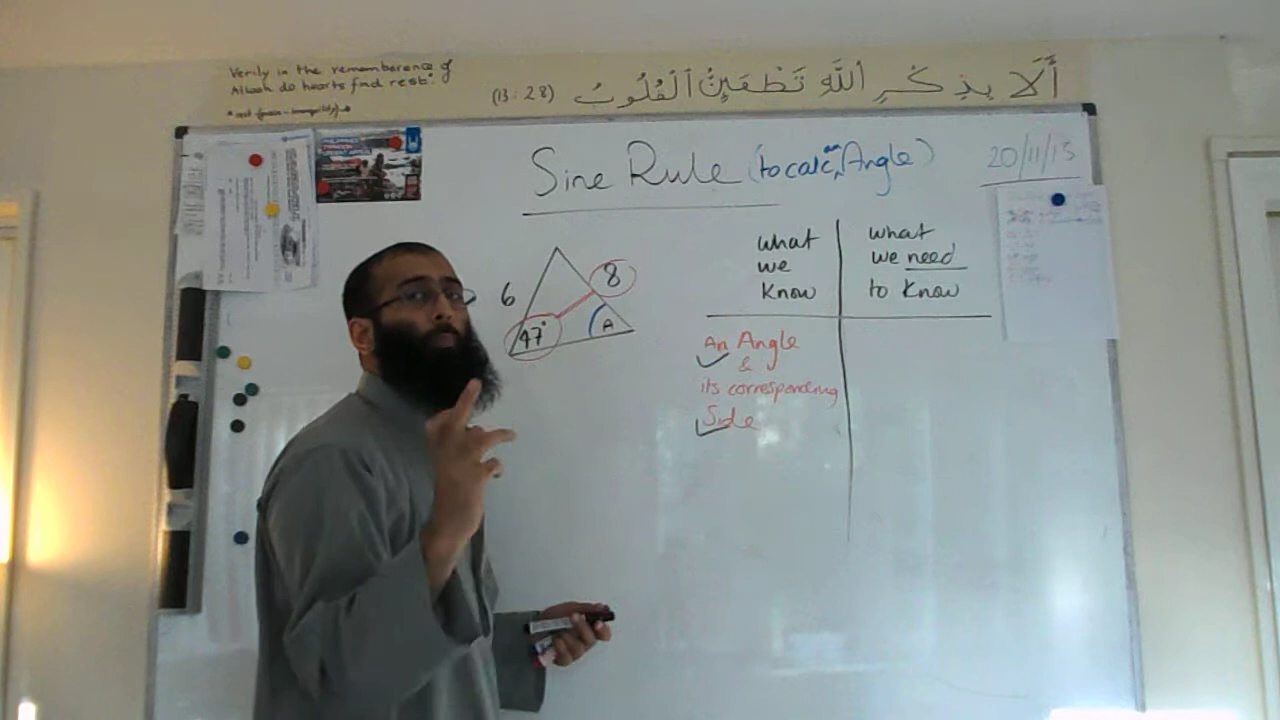 Verily in the rememberance of
Allah do hearts find rest*
(13:28) أَلَا بِذِكْرِ اللَّهِ تَطْمَئِنُّ الْقُلُوبُ
Sine Rule (to calc an Angle)
20/11/13
6
8
47°
A
what
we
know
what
we need
to know
An Angle
&
its corresponding
Side